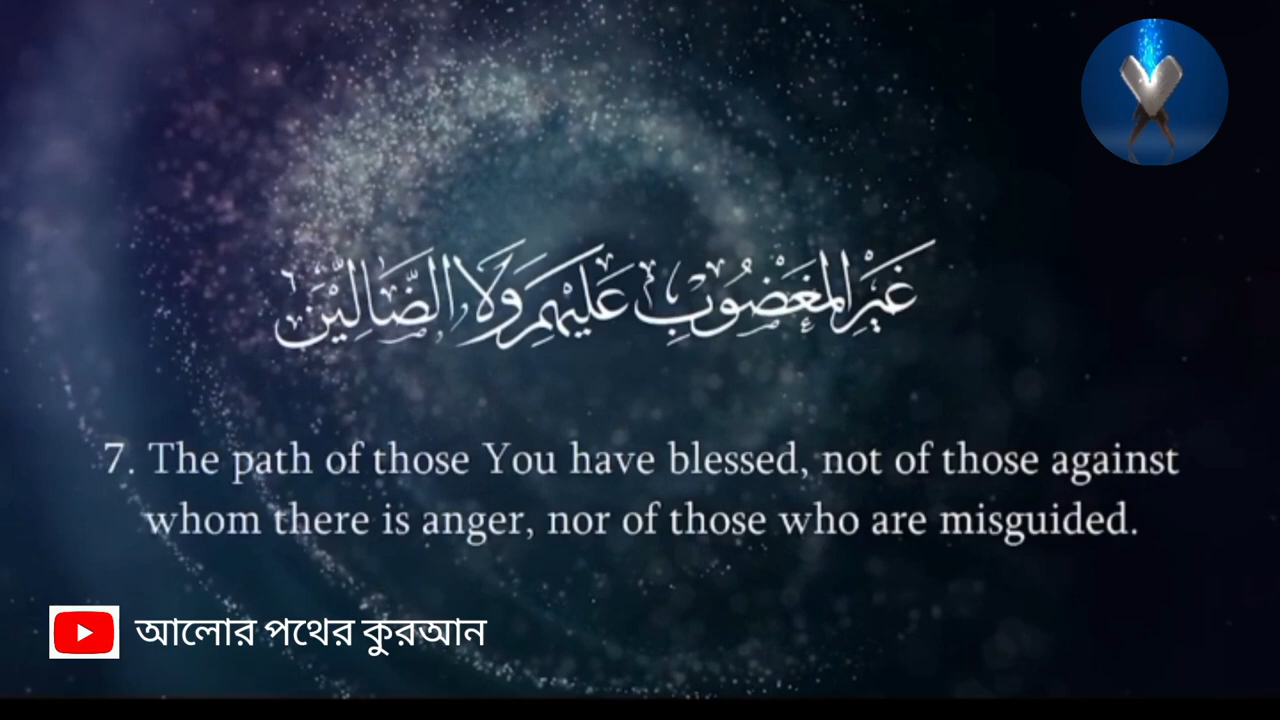 غَيْرِ الْمَغْضُوبِ عَلَيْهِمْ وَلَا الضَّالِّيْنَ
7. The path of those You have blessed, not of those against
whom there is anger, nor of those who are misguided.
আলোর পথের কুরআন